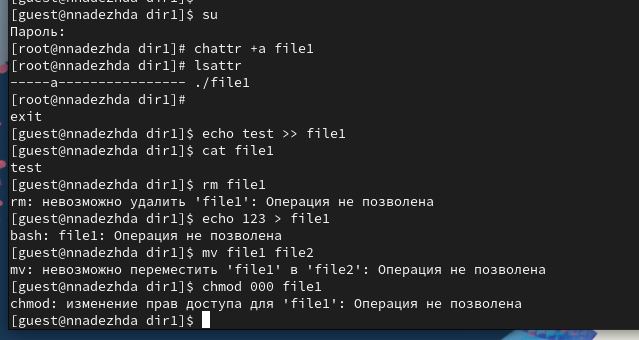 [guest@nnadezhda dir1]$
[guest@nnadezhda dir1]$ su
Пароль:
[root@nnadezhda dir1]# chattr +a file1
[root@nnadezhda dir1]# lsattr
-----a---------------- ./file1
[root@nnadezhda dir1]#
exit
[guest@nnadezhda dir1]$ echo test >> file1
[guest@nnadezhda dir1]$ cat file1
test
[guest@nnadezhda dir1]$ rm file1
rm: невозможно удалить 'file1': Операция не позволена
[guest@nnadezhda dir1]$ echo 123 > file1
bash: file1: Операция не позволена
[guest@nnadezhda dir1]$ mv file1 file2
mv: невозможно переместить 'file1' в 'file2': Операция не позволена
[guest@nnadezhda dir1]$ chmod 000 file1
chmod: изменение прав доступа для 'file1': Операция не позволена
[guest@nnadezhda dir1]$